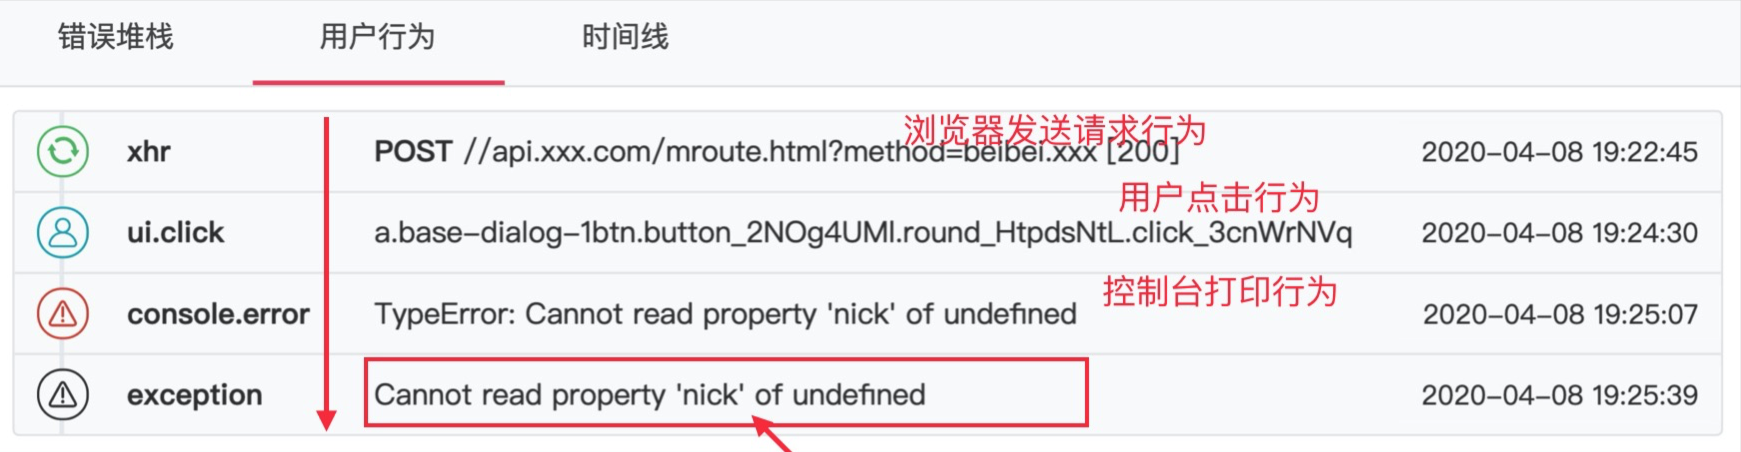 错误堆栈 用户行为 时间线
浏览器发送请求行为
xhr POST //api.xxx.com/mroute.html?method=beibei.xxx [200] 2020-04-08 19:22:45
用户点击行为
ui.click a.base-dialog-1btn.button_2NOg4UMl.round_HtpdsNtL.click_3cnWrNVq 2020-04-08 19:24:30
控制台打印行为
console.error TypeError: Cannot read property 'nick' of undefined 2020-04-08 19:25:07
exception Cannot read property 'nick' of undefined 2020-04-08 19:25:39